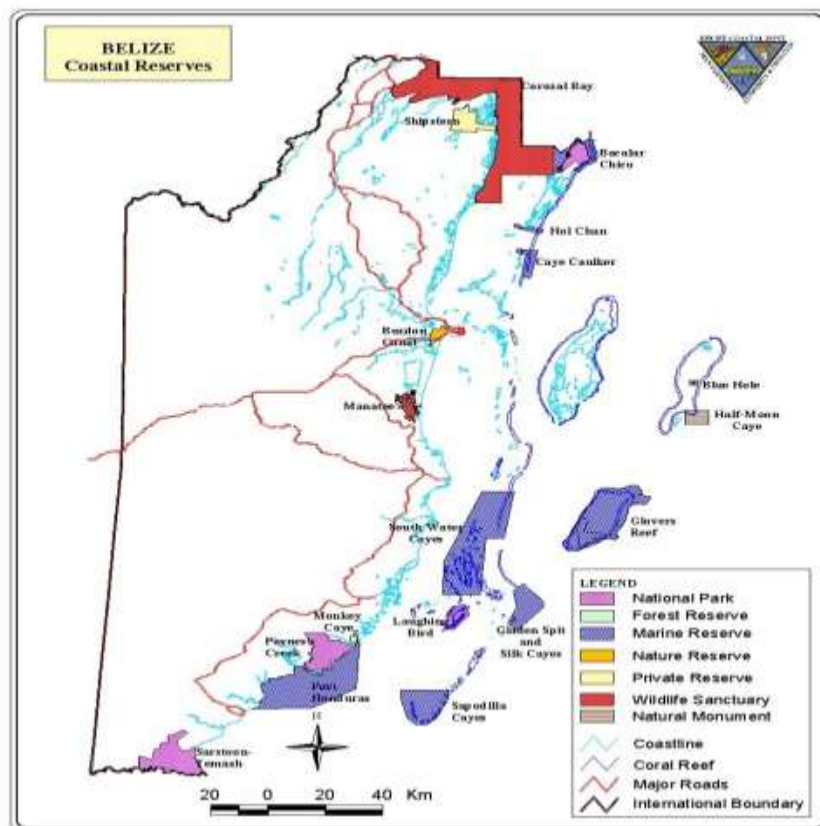 BELIZE
Coastal Reserves
Corozal Bay
Shipstern
Bacalar
Chico
Hol Chan
Caye Caulker
Burdon
Canal
Manatee
Blue Hole
Half-Moon
Caye
South Water
Cayes
Glovers
Reef
Monkey
Caye
Paynes
Creek
Laughing
Bird
Gladen Spit
and
Silk Cayes
Port
Honduras
Sapodilla
Cayes
Sarstoon-
Temash
20 0 20 40 Km
LEGEND
National Park
Forest Reserve
Marine Reserve
Nature Reserve
Private Reserve
Wildlife Sanctuary
Natural Monument
Coastline
Coral Reef
Major Roads
International Boundary